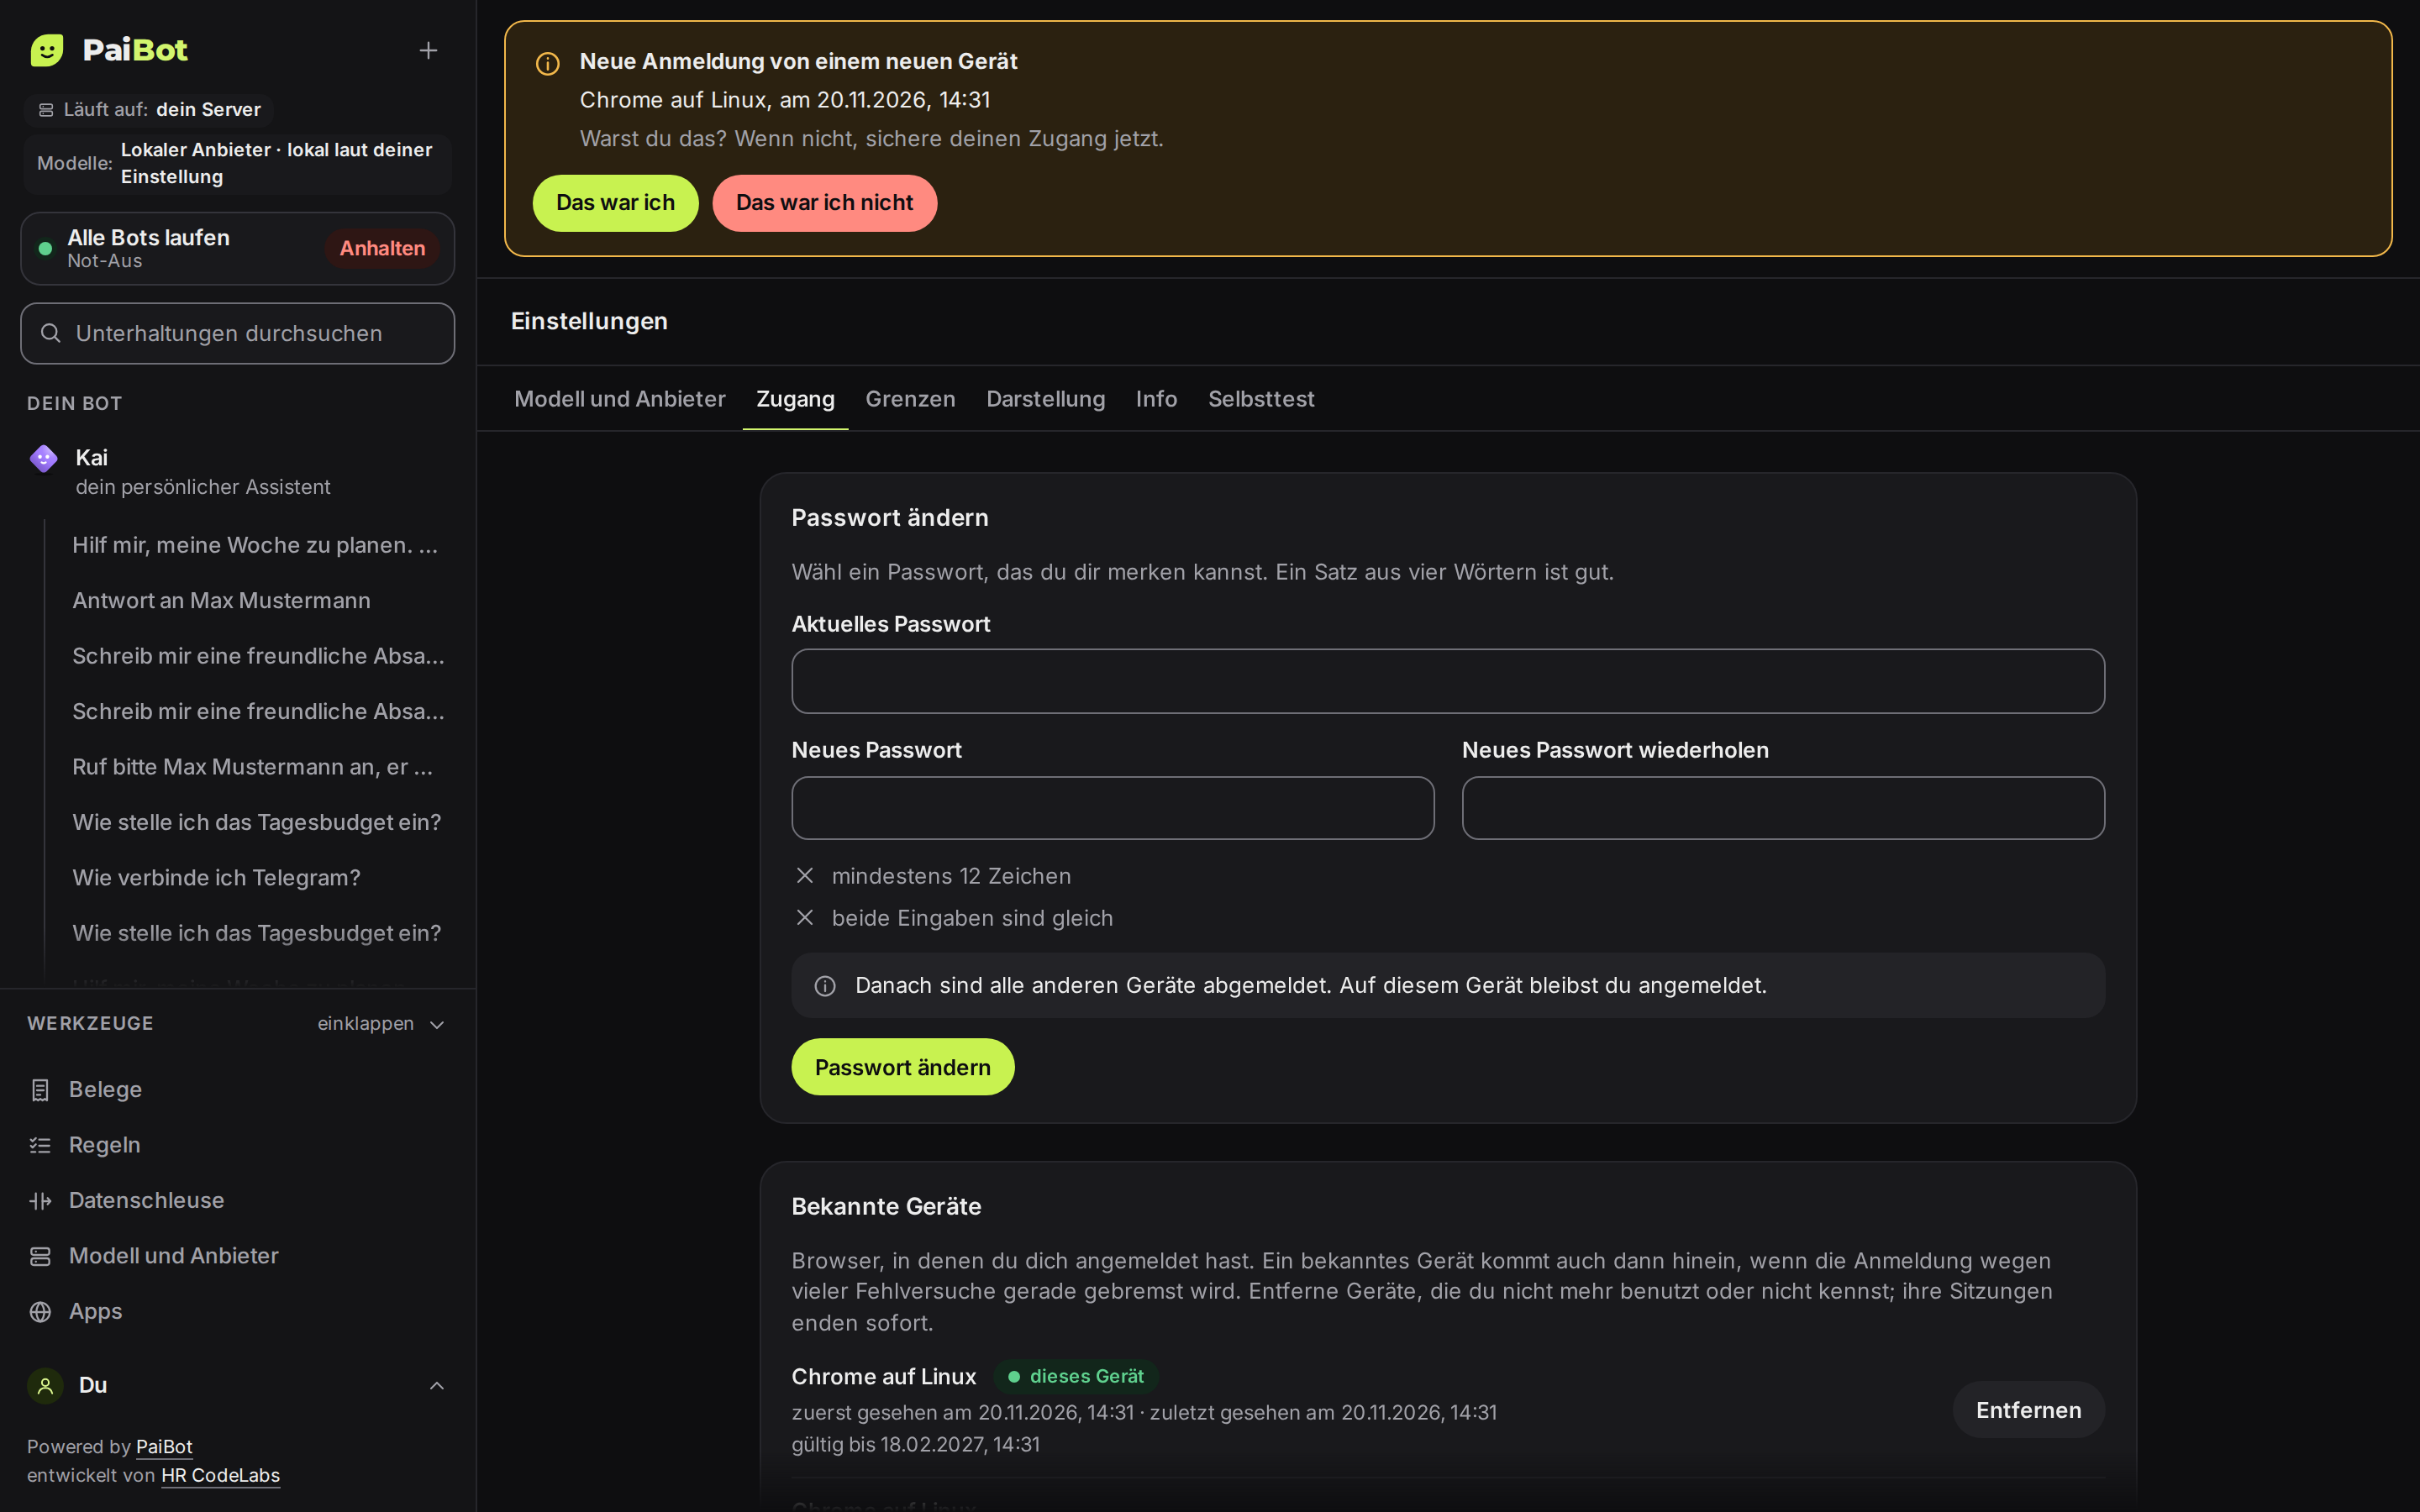 PaiBot
Läuft auf: dein Server
Modelle: Lokaler Anbieter · lokal laut deiner
Einstellung
Alle Bots laufen
Not-Aus
Anhalten
Unterhaltungen durchsuchen
DEIN BOT
Kai
dein persönlicher Assistent
Hilf mir, meine Woche zu planen. ...
Antwort an Max Mustermann
Schreib mir eine freundliche Absa...
Schreib mir eine freundliche Absa...
Ruf bitte Max Mustermann an, er ...
Wie stelle ich das Tagesbudget ein?
Wie verbinde ich Telegram?
Wie stelle ich das Tagesbudget ein?
WERKZEUGE
einklappen
Belege
Regeln
Datenschleuse
Modell und Anbieter
Apps
Du
Powered by PaiBot
entwickelt von HR CodeLabs
Neue Anmeldung von einem neuen Gerät
Chrome auf Linux, am 20.11.2026, 14:31
Warst du das? Wenn nicht, sichere deinen Zugang jetzt.
Das war ich
Das war ich nicht
Einstellungen
Modell und Anbieter
Zugang
Grenzen
Darstellung
Info
Selbsttest
Passwort ändern
Wähl ein Passwort, das du dir merken kannst. Ein Satz aus vier Wörtern ist gut.
Aktuelles Passwort
Neues Passwort
Neues Passwort wiederholen
mindestens 12 Zeichen
beide Eingaben sind gleich
Danach sind alle anderen Geräte abgemeldet. Auf diesem Gerät bleibst du angemeldet.
Passwort ändern
Bekannte Geräte
Browser, in denen du dich angemeldet hast. Ein bekanntes Gerät kommt auch dann hinein, wenn die Anmeldung wegen
vieler Fehlversuche gerade gebremst wird. Entferne Geräte, die du nicht mehr benutzt oder nicht kennst; ihre Sitzungen
enden sofort.
Chrome auf Linux
dieses Gerät
zuerst gesehen am 20.11.2026, 14:31 · zuletzt gesehen am 20.11.2026, 14:31
gültig bis 18.02.2027, 14:31
Entfernen